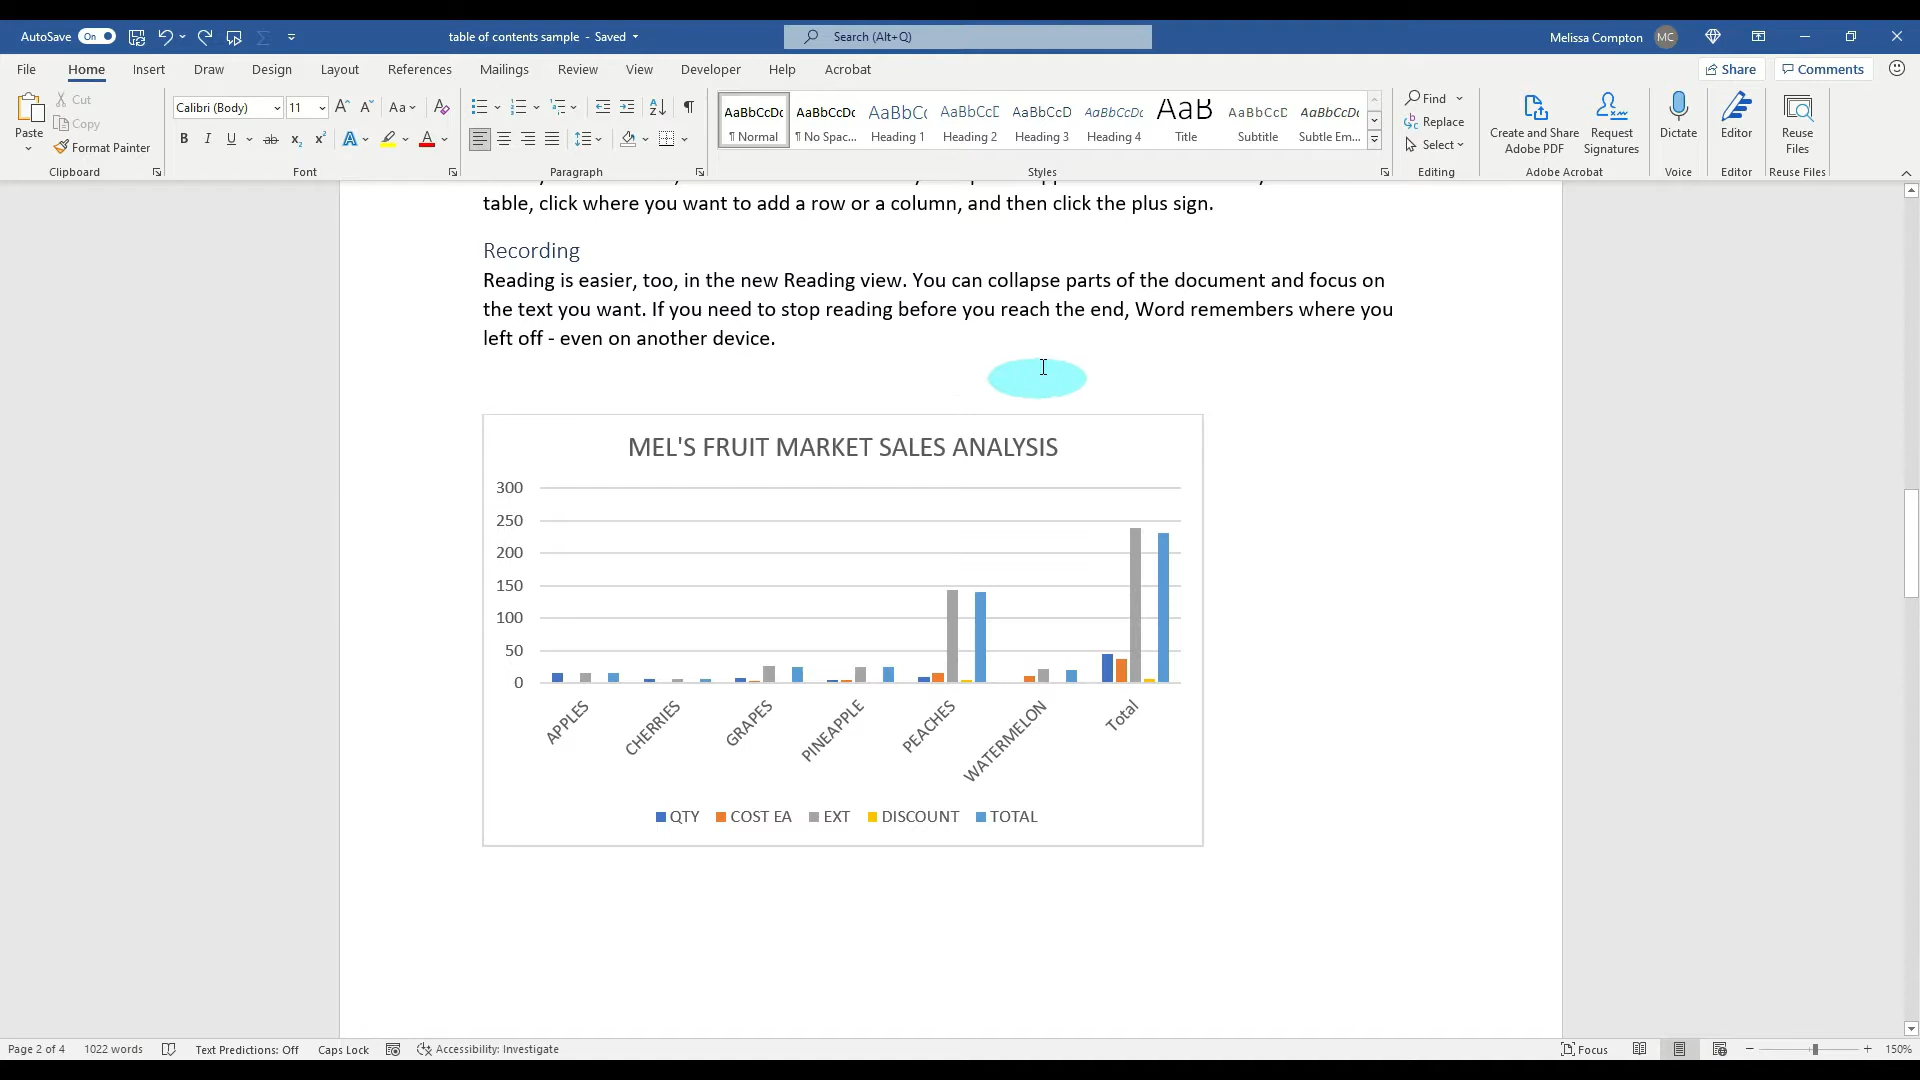 AutoSave On table of contents sample - Saved Search (Alt+Q) Melissa Compton MC
File Home Insert Draw Design Layout References Mailings Review View Developer Help Acrobat Share Comments
Paste Cut Copy Format Painter
Clipboard
Calibri (Body) 11
Font
Paragraph
AaBbCcDc AaBbCcDc AaBbC( AaBbCcD AaBbCcD AaBbCcDc AaB AaBbCcD AaBbCcDt
¶ Normal ¶ No Spac... Heading 1 Heading 2 Heading 3 Heading 4 Title Subtitle Subtle Em...
Styles
Find
Replace
Select
Editing
Create and Share Adobe PDF
Request Signatures
Adobe Acrobat
Dictate
Voice
Editor
Editor
Reuse Files
Reuse Files
table, click where you want to add a row or a column, and then click the plus sign.
Recording
Reading is easier, too, in the new Reading view. You can collapse parts of the document and focus on
the text you want. If you need to stop reading before you reach the end, Word remembers where you
left off - even on another device.
MEL'S FRUIT MARKET SALES ANALYSIS
300
250
200
150
100
50
0
APPLES CHERRIES GRAPES PINEAPPLE PEACHES WATERMELON Total
QTY COST EA EXT DISCOUNT TOTAL
Page 2 of 4 1022 words Text Predictions: Off Caps Lock Accessibility: Investigate Focus 150%